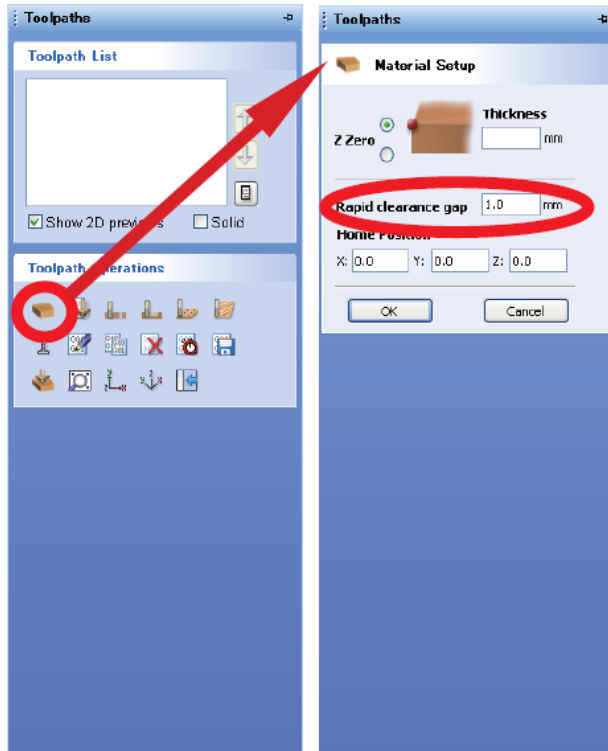 Toolpaths
Toolpath List
Show 2D previews
Solid
Toolpath Operations
Toolpaths
Material Setup
Thickness
Z Zero
mm
Rapid clearance gap 1.0 mm
Home Position
X: 0.0 Y: 0.0 Z: 0.0
OK Cancel